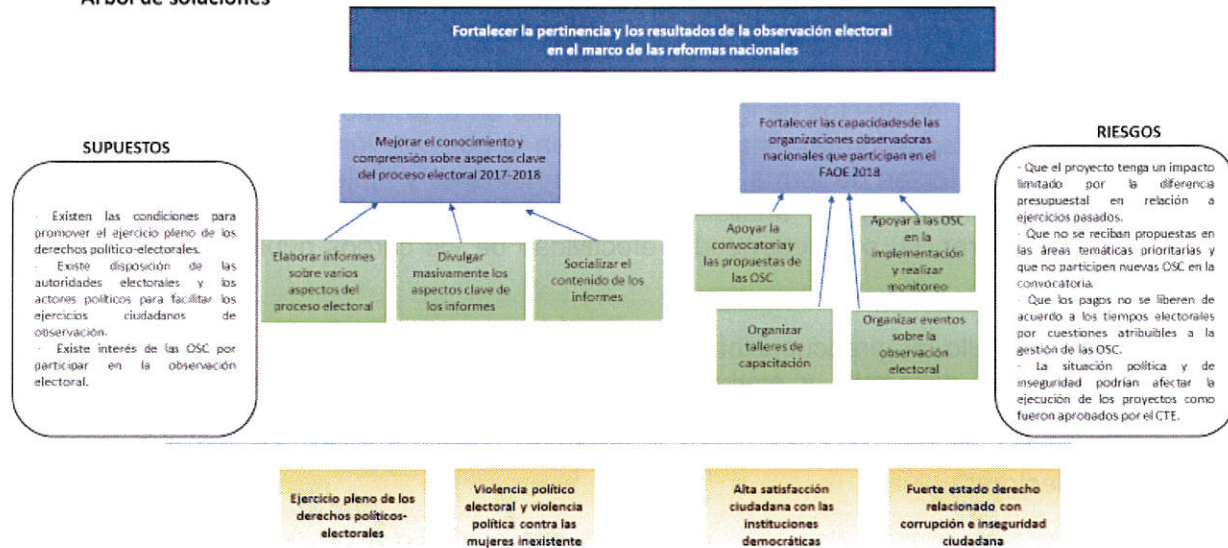 Árbol de soluciones
Fortalecer la pertinencia y los resultados de la observación electoral
en el marco de las reformas nacionales
Mejorar el conocimiento y
comprensión sobre aspectos clave
del proceso electoral 2017-2018
Fortalecer las capacidadesde las
organizaciones observadoras
nacionales que participan en el
FAOE 2018
SUPUESTOS
- Existen las condiciones para
promover el ejercicio pleno de los
derechos político-electorales.
- Existe disposición de las
autoridades electorales y los
actores políticos para facilitar los
ejercicios ciudadanos de
observación.
- Existe interés de las OSC por
participar en la observación
electoral.
Elaborar informes
sobre varios
aspectos del
proceso electoral
Divulgar
masivamente los
aspectos clave de
los informes
Socializar el
contenido de los
informes
Apoyar la
convocatoria y
las propuestas de
las OSC
Apoyar a las OSC
en la
implementación
y realizar
monitoreo
Organizar
talleres de
capacitación
Organizar eventos
sobre la
observación
electoral
RIESGOS
- Que el proyecto tenga un impacto
limitado por la diferencia
presupuestal en relación a
ejercicios pasados.
- Que no se reciban propuestas en
las áreas temáticas prioritarias y
que no participen nuevas OSC en la
convocatoria.
- Que los pagos no se liberen de
acuerdo a los tiempos electorales
por cuestiones atribuibles a la
gestión de las OSC.
- La situación política y de
inseguridad podrían afectar la
ejecución de los proyectos como
fueron aprobados por el CTE.
Ejercicio pleno de los
derechos políticos-
electorales
Violencia político
electoral y violencia
política contra las
mujeres inexistente
Alta satisfacción
ciudadana con las
instituciones
democráticas
Fuerte estado derecho
relacionado con
corrupción e inseguridad
ciudadana